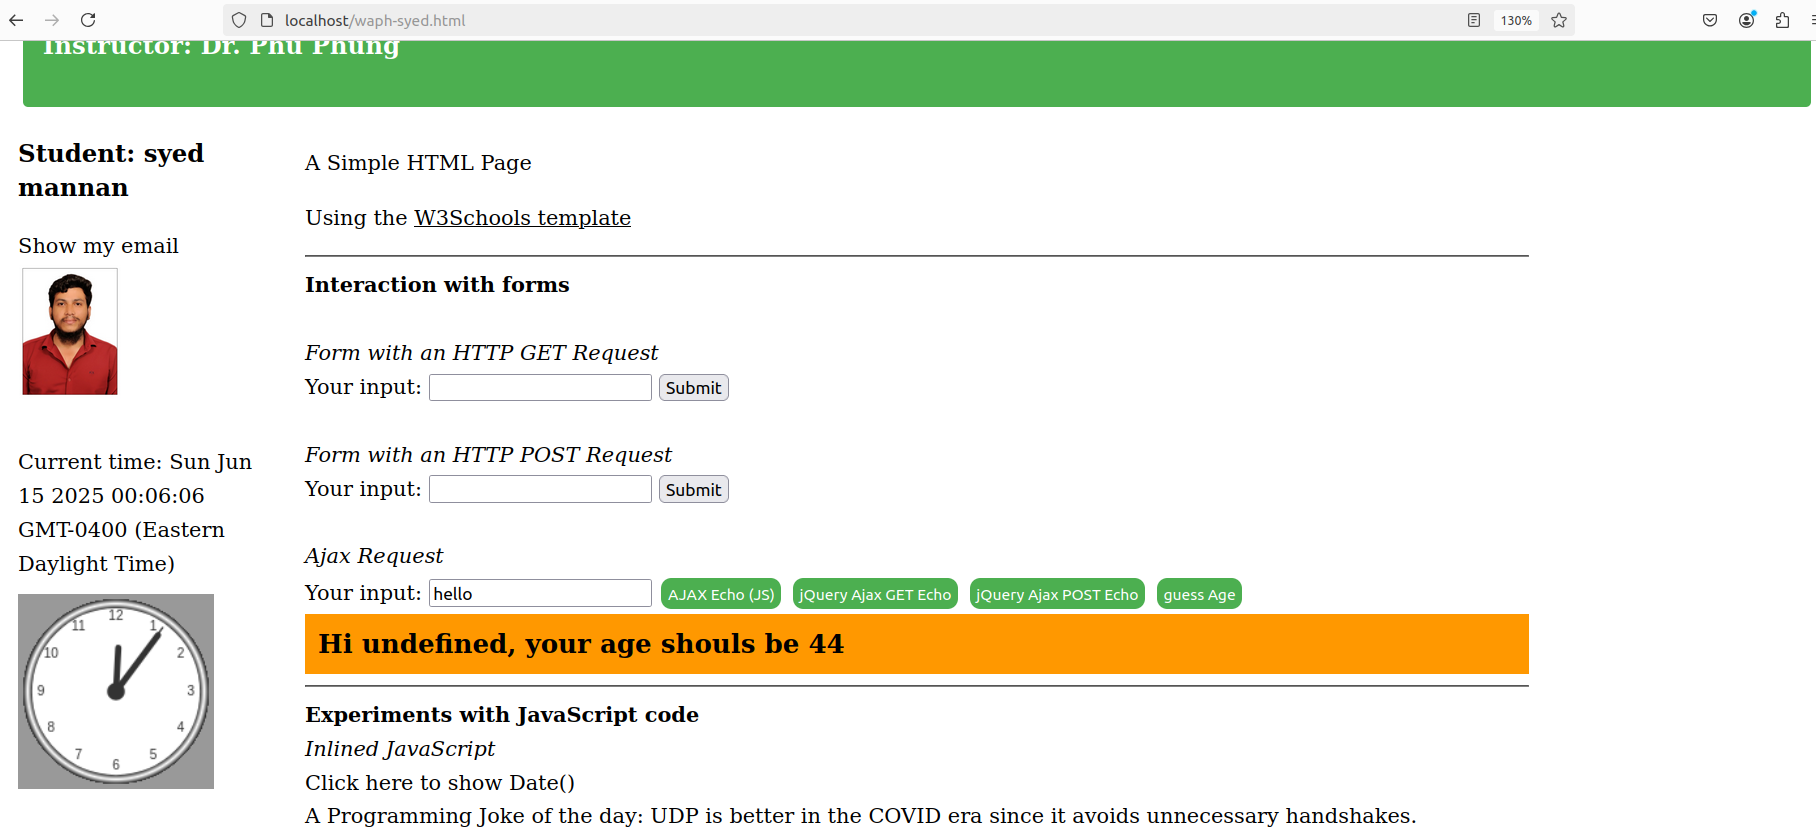 localhost/waph-syed.html
130%
Instructor: Dr. Phu Phung
Student: syed
mannan
Show my email
Current time: Sun Jun
15 2025 00:06:06
GMT-0400 (Eastern
Daylight Time)
12
11
1
10
2
9
3
8
4
7
5
6
A Simple HTML Page
Using the W3Schools template
Interaction with forms
Form with an HTTP GET Request
Your input: Submit
Form with an HTTP POST Request
Your input: Submit
Ajax Request
Your input: hello AJAX Echo (JS) jQuery Ajax GET Echo jQuery Ajax POST Echo guess Age
Hi undefined, your age shouls be 44
Experiments with JavaScript code
Inlined JavaScript
Click here to show Date()
A Programming Joke of the day: UDP is better in the COVID era since it avoids unnecessary handshakes.